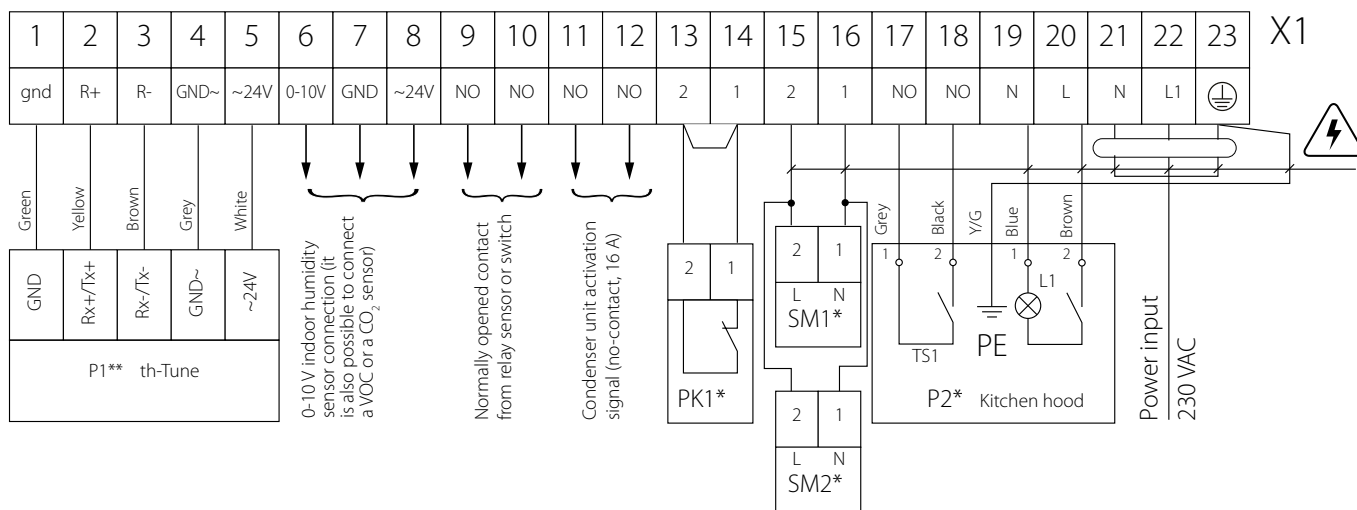 1 2 3 4 5 6 7 8 9 10 11 12 13 14 15 16 17 18 19 20 21 22 23 X1
gnd R+ R- GND~ ~24V 0-10V GND ~24V NO NO NO NO 2 1 2 1 NO NO N L N L1
Green
Yellow
Brown
Grey
White
GND
Rx+/Tx+
Rx-/Tx-
GND~
~24V
P1** th-Tune
0-10 V indoor humidity
sensor connection (it
is also possible to connect
a VOC or a CO₂ sensor)
Normally opened contact
from relay sensor or switch
Condenser unit activation
signal (no-contact, 16 A)
2 1
PK1*
2 1
L N
SM1*
2 1
L N
SM2*
Grey
Black
Y/G
Blue
Brown
1 2 1 2
L1
TS1
PE
P2* Kitchen hood
Power input
230 VAC